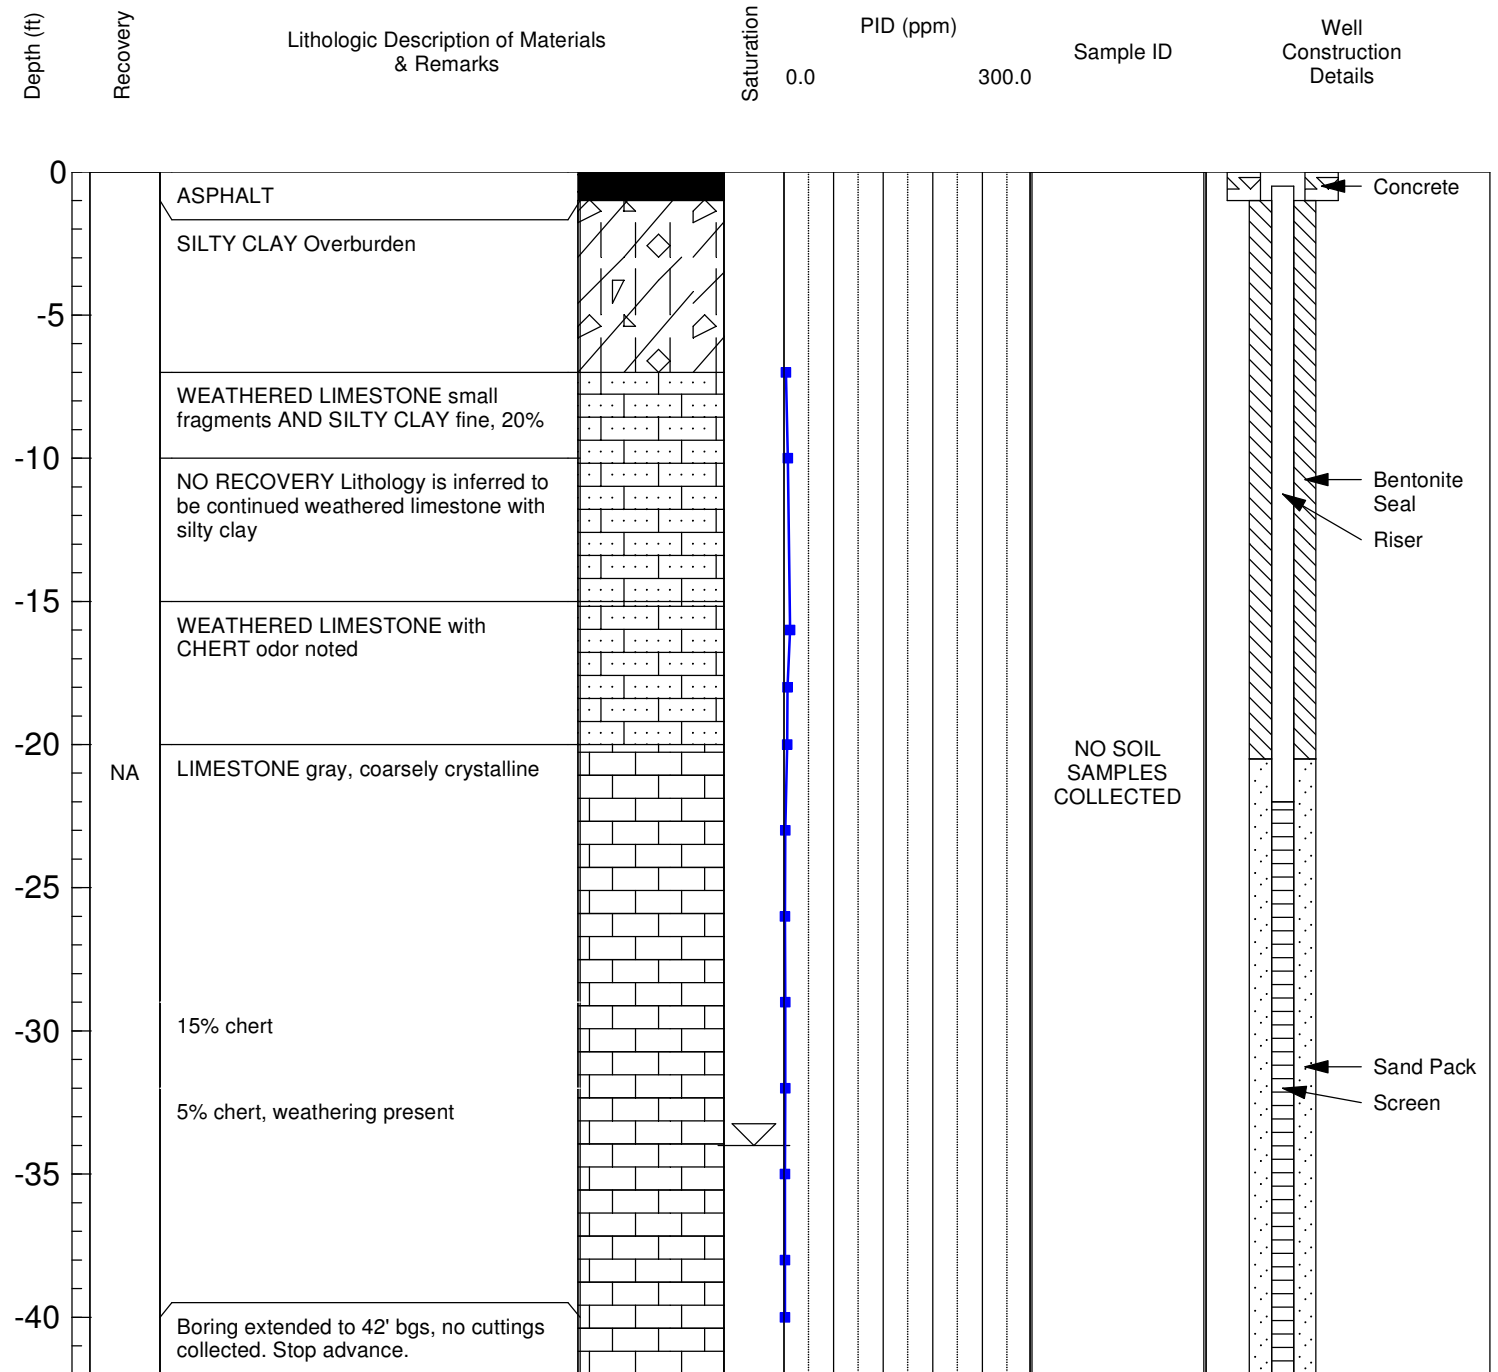 Depth (ft)
Recovery
Lithologic Description of Materials
& Remarks
Saturation
PID (ppm)
0.0
300.0
Sample ID
Well
Construction
Details
0
ASPHALT
Concrete
SILTY CLAY Overburden
-5
WEATHERED LIMESTONE small
fragments AND SILTY CLAY fine, 20%
-10
NO RECOVERY Lithology is inferred to
be continued weathered limestone with
silty clay
Bentonite
Seal
Riser
-15
WEATHERED LIMESTONE with
CHERT odor noted
-20
NA
LIMESTONE gray, coarsely crystalline
NO SOIL
SAMPLES
COLLECTED
-25
15% chert
-30
Sand Pack
Screen
5% chert, weathering present
-35
-40
Boring extended to 42' bgs, no cuttings
collected. Stop advance.